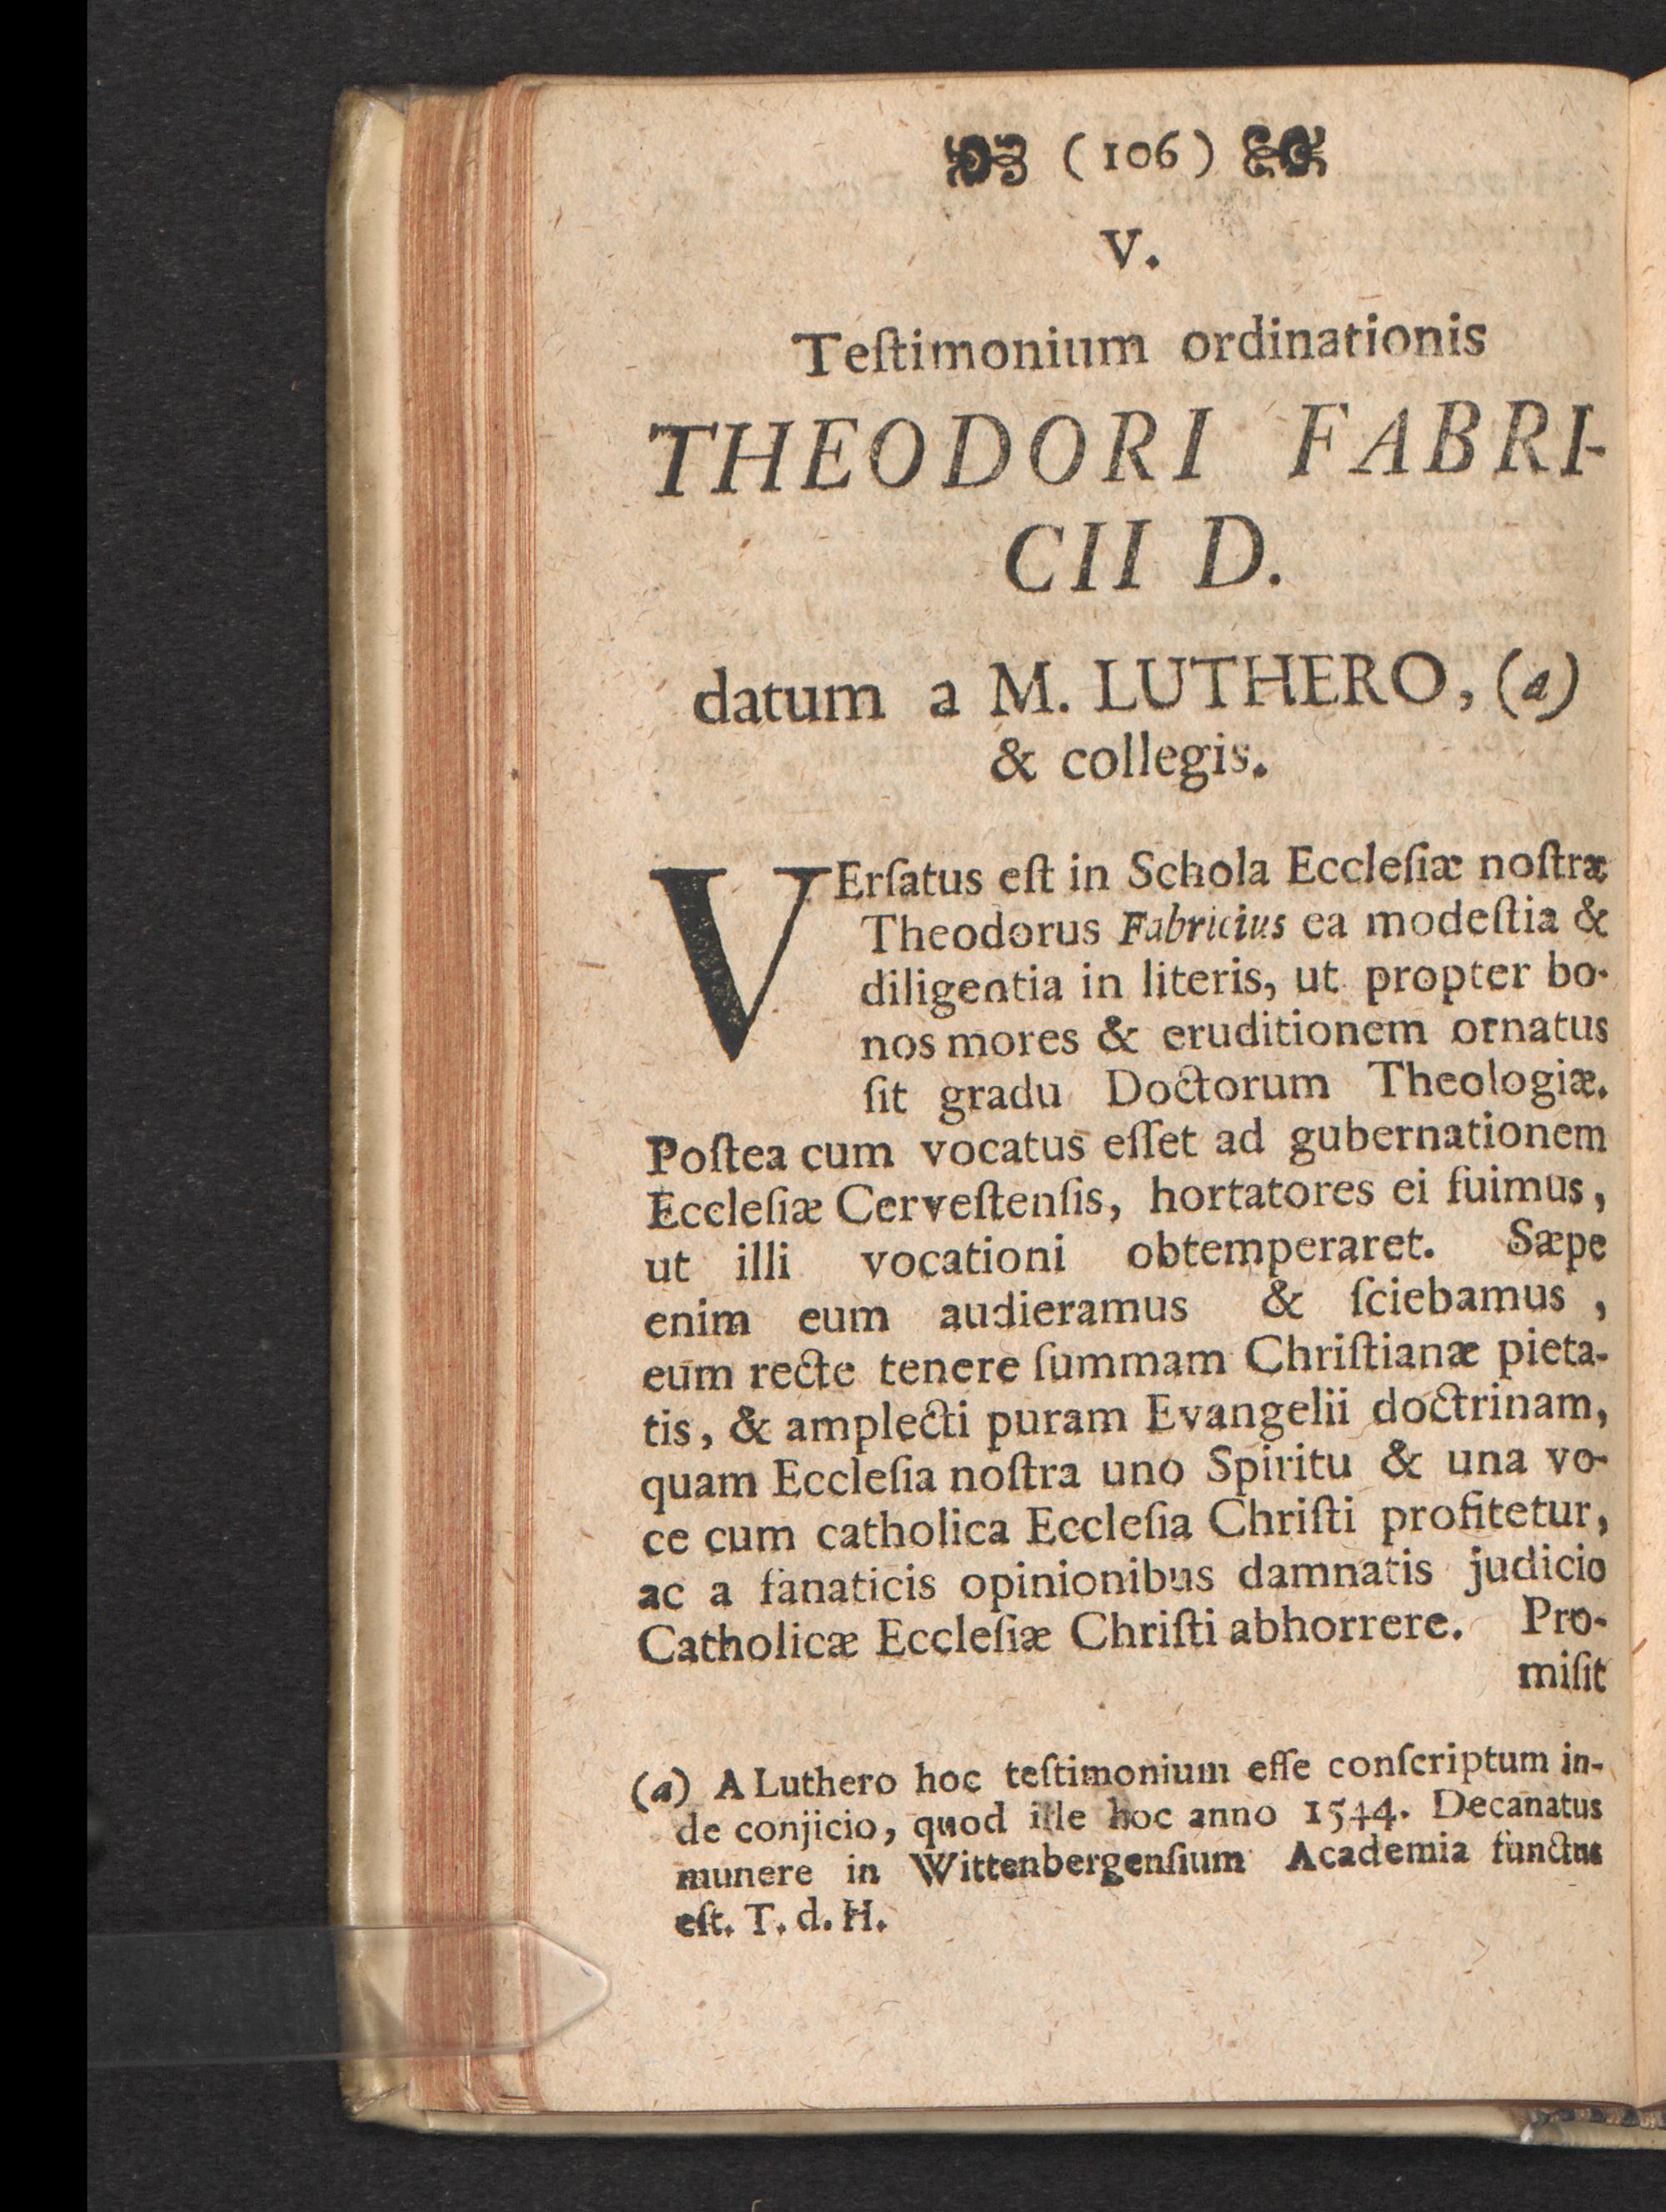 (106)
V.
Teſtimonium ordinationis
THEODORI FABRI-
CII D.
datum a M. LUTHERO, (a)
& collegis.
VErſatus eſt in Schola Eccleſiæ noſtræ
Theodorus Fabricius ea modeſtia &
diligentia in literis, ut propter bo-
nos mores & eruditionem ornatus
ſit gradu Doctorum Theologiæ.
Poſtea cum vocatus eſſet ad gubernationem
Eccleſiæ Cerveſtenſis, hortatores ei fuimus,
ut illi vocationi obtemperaret. Sæpe
enim eum audieramus & ſciebamus,
eum recte tenere ſummam Chriſtianæ pieta-
tis, & amplecti puram Evangelii doctrinam,
quam Eccleſia noſtra uno Spiritu & una vo-
ce cum catholica Eccleſia Chriſti profitetur,
ac a fanaticis opinionibus damnatis judicio
Catholicæ Eccleſiæ Chriſti abhorrere. Pro-
miſit
(a) A Luthero hoc teſtimonium eſſe conſcriptum in-
de conjicio, quod ille hoc anno 1544. Decanatus
munere in Wittenbergenſium Academia functus
eſt. T. d. H.